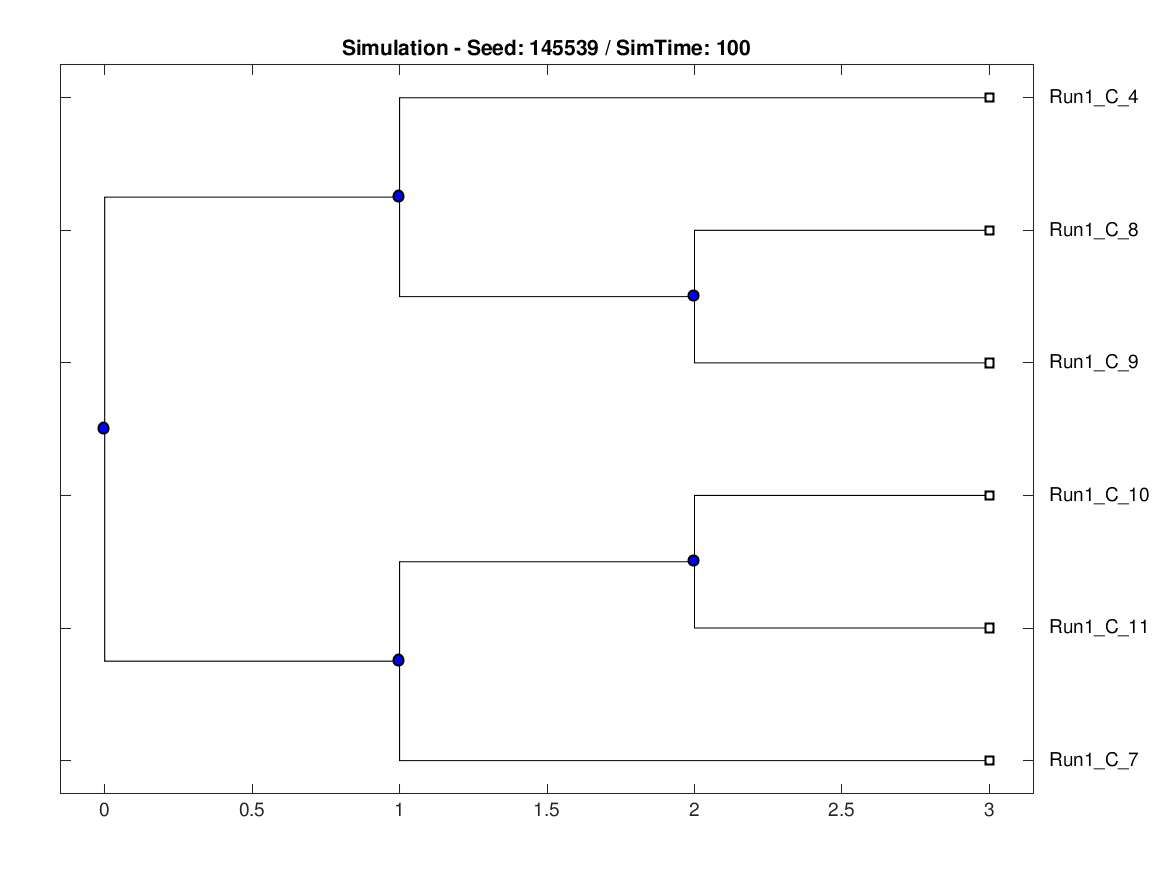 Simulation - Seed: 145539 / SimTime: 100
Run1_C_4
Run1_C_8
Run1_C_9
Run1_C_10
Run1_C_11
Run1_C_7
0 0.5 1 1.5 2 2.5 3